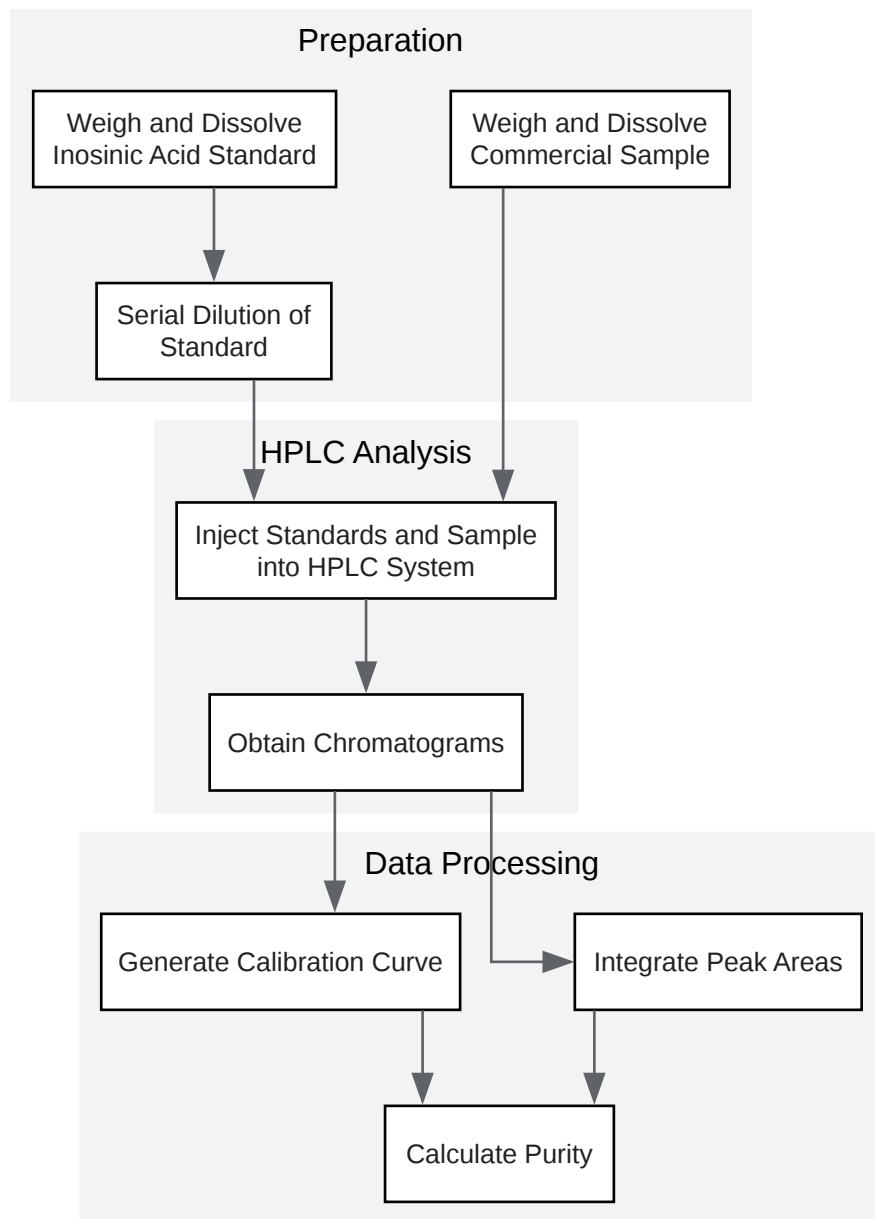 Preparation
Weigh and Dissolve
Inosinic Acid Standard
Weigh and Dissolve
Commercial Sample
Serial Dilution of
Standard
HPLC Analysis
Inject Standards and Sample
into HPLC System
Obtain Chromatograms
Data Processing
Generate Calibration Curve
Integrate Peak Areas
Calculate Purity